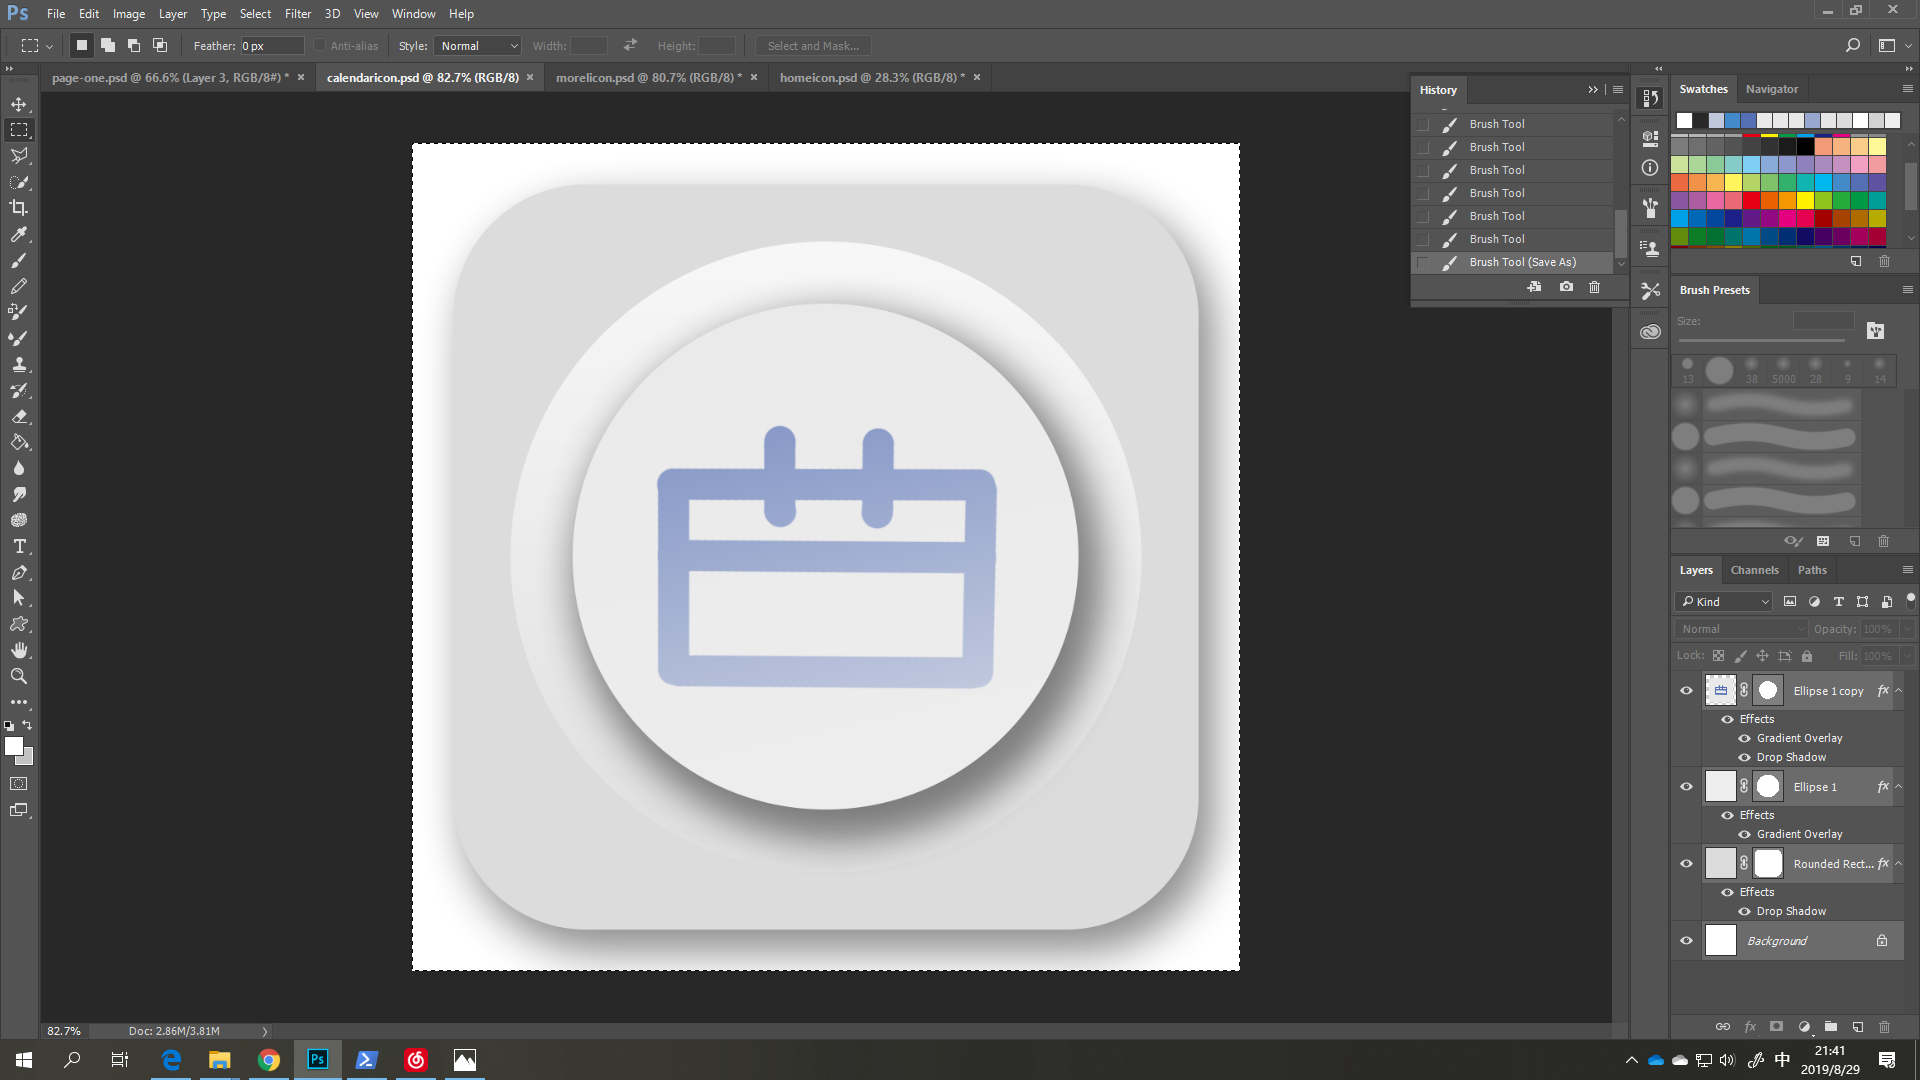 Ps File Edit Image Layer Type Select Filter 3D View Window Help
Feather: 0 px Anti-alias Style: Normal Width: Height: Select and Mask...
page-one.psd @ 66.6% (Layer 3, RGB/8#) * × calendaricon.psd @ 82.7% (RGB/8) × morelicon.psd @ 80.7% (RGB/8) * × homeicon.psd @ 28.3% (RGB/8) * ×
History
Brush Tool
Brush Tool
Brush Tool
Brush Tool
Brush Tool
Brush Tool
Brush Tool (Save As)
Swatches Navigator
Brush Presets
Size:
13 38 5000 28 9 14
Layers Channels Paths
Kind
Normal Opacity: 100%
Lock: Fill: 100%
Ellipse 1 copy fx
Effects
Gradient Overlay
Drop Shadow
Ellipse 1 fx
Effects
Gradient Overlay
Rounded Rect... fx
Effects
Drop Shadow
Background
fx
82.7% Doc: 2.86M/3.81M
Ps
中
21:41
2019/8/29